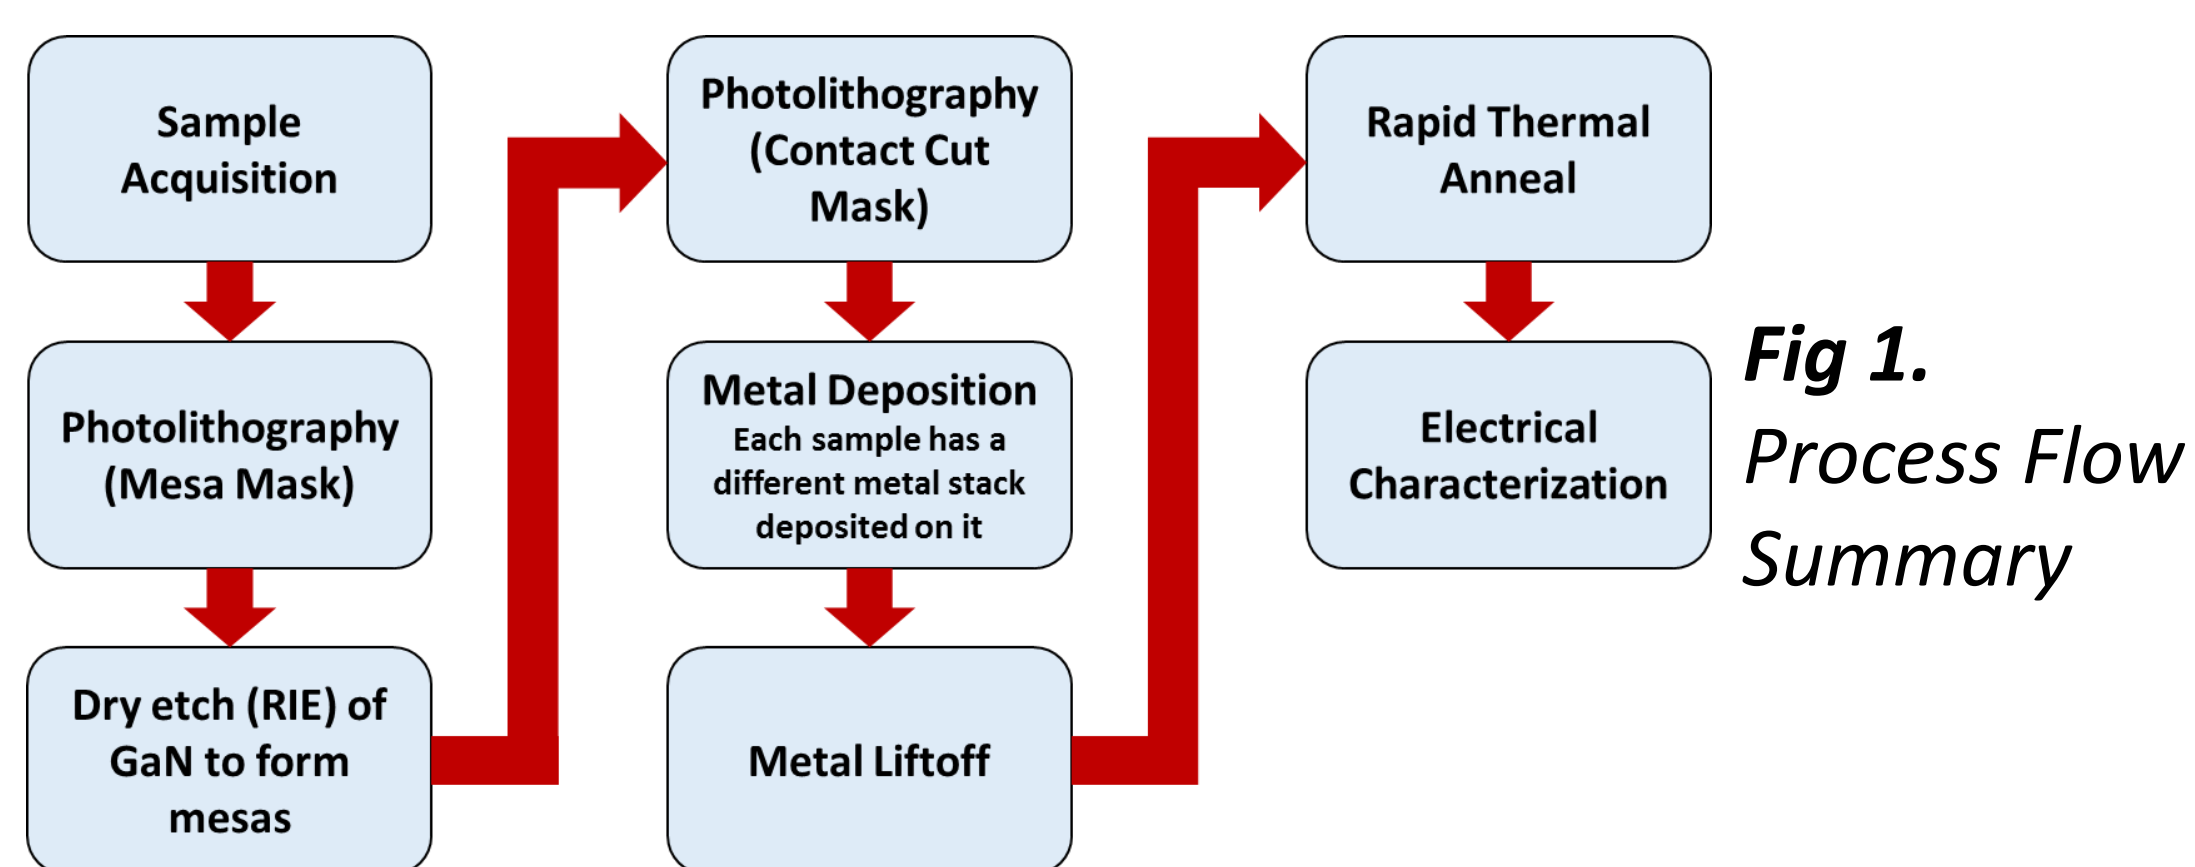 Sample
Acquisition
Photolithography
(Mesa Mask)
Dry etch (RIE) of
GaN to form
mesas
Photolithography
(Contact Cut
Mask)
Metal Deposition
Each sample has a
different metal stack
deposited on it
Metal Liftoff
Rapid Thermal
Anneal
Electrical
Characterization
Fig 1.
Process Flow
Summary